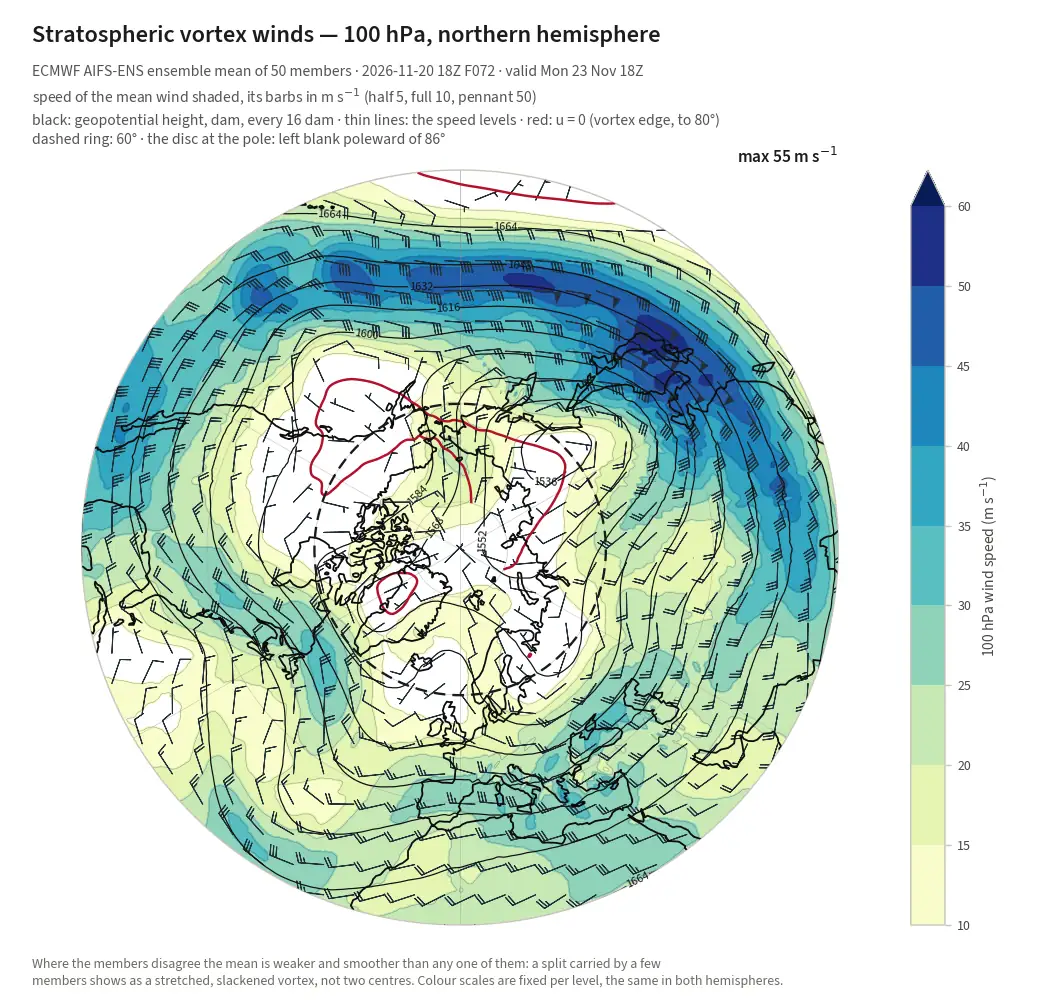 Stratospheric vortex winds — 100 hPa, northern hemisphere
ECMWF AIFS-ENS ensemble mean of 50 members · 2026-11-20 18Z F072 · valid Mon 23 Nov 18Z
speed of the mean wind shaded, its barbs in m s⁻¹ (half 5, full 10, pennant 50)
black: geopotential height, dam, every 16 dam · thin lines: the speed levels · red: u = 0 (vortex edge, to 80°)
dashed ring: 60° · the disc at the pole: left blank poleward of 86°
max 55 m s⁻¹
1664
1664
1632
1616
1600
1536
1584
1568
1552
1664
60
50
45
40
35
30
25
20
15
10
100 hPa wind speed (m s⁻¹)
Where the members disagree the mean is weaker and smoother than any one of them: a split carried by a few
members shows as a stretched, slackened vortex, not two centres. Colour scales are fixed per level, the same in both hemispheres.